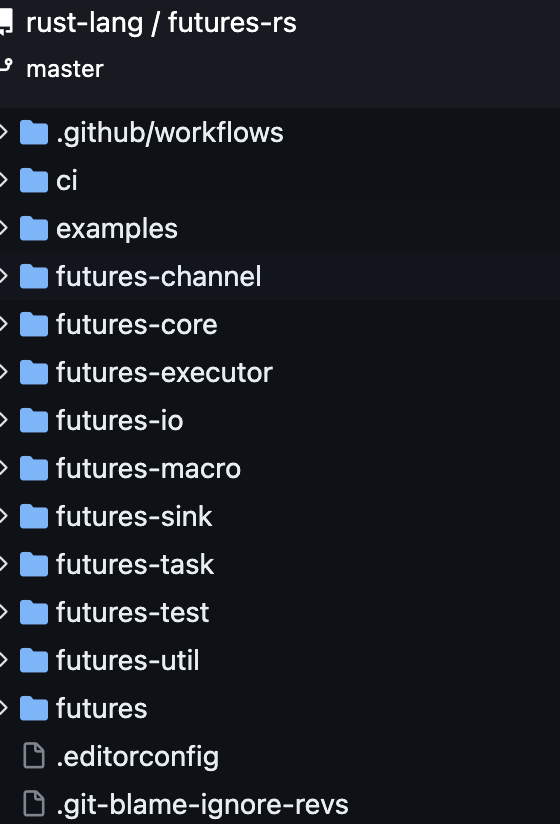 rust-lang / futures-rs
master
.github/workflows
ci
examples
futures-channel
futures-core
futures-executor
futures-io
futures-macro
futures-sink
futures-task
futures-test
futures-util
futures
.editorconfig
.git-blame-ignore-revs